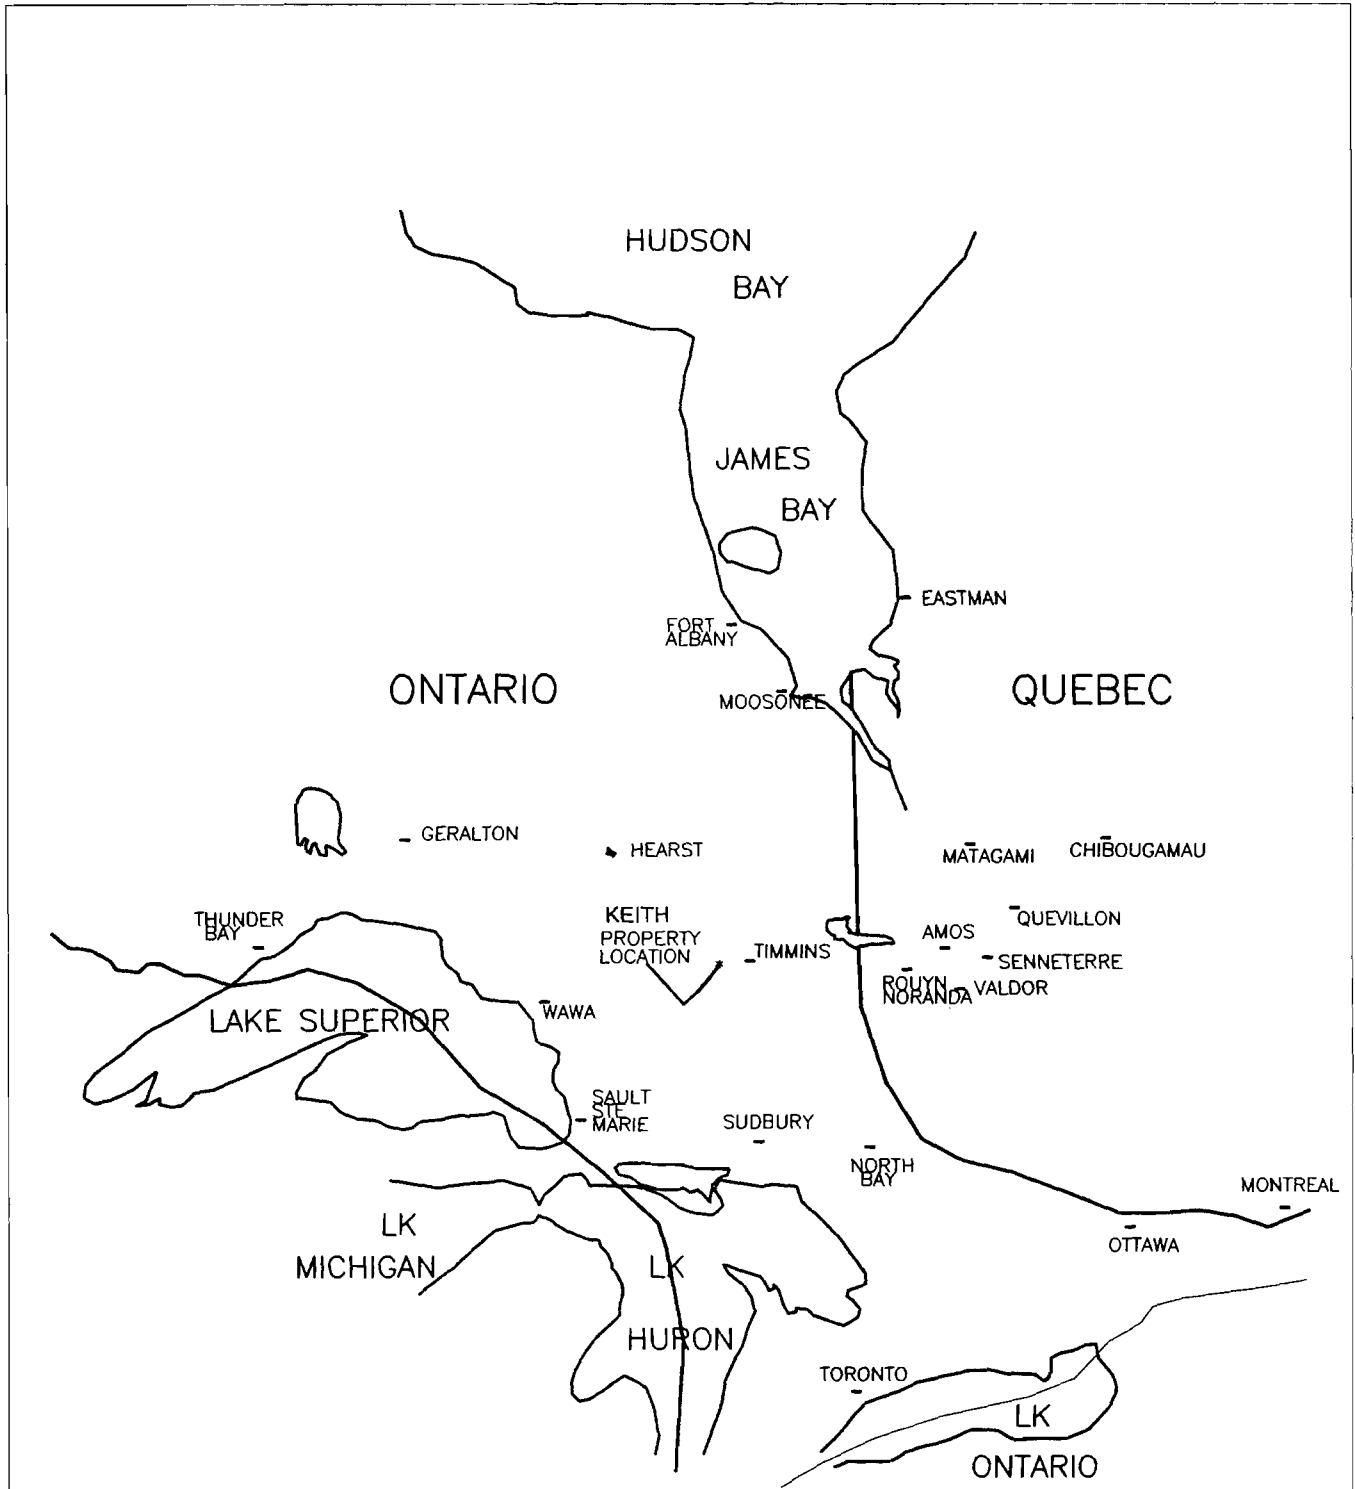 HUDSON
BAY
JAMES
BAY
EASTMAN
FORT
ALBANY
ONTARIO
QUEBEC
MOOSONEE
GERALTON
HEARST
MATAGAMI
CHIBOUGAMAU
THUNDER
BAY
KEITH
PROPERTY
LOCATION
TIMMINS
QUEVILLON
AMOS
SENNETERRE
ROUYN
NORANDA
VALDOR
WAWA
LAKE SUPERIOR
SAULT
STE
MARIE
SUDBURY
NORTH
BAY
MONTREAL
OTTAWA
LK
MICHIGAN
LK
HURON
TORONTO
LK
ONTARIO